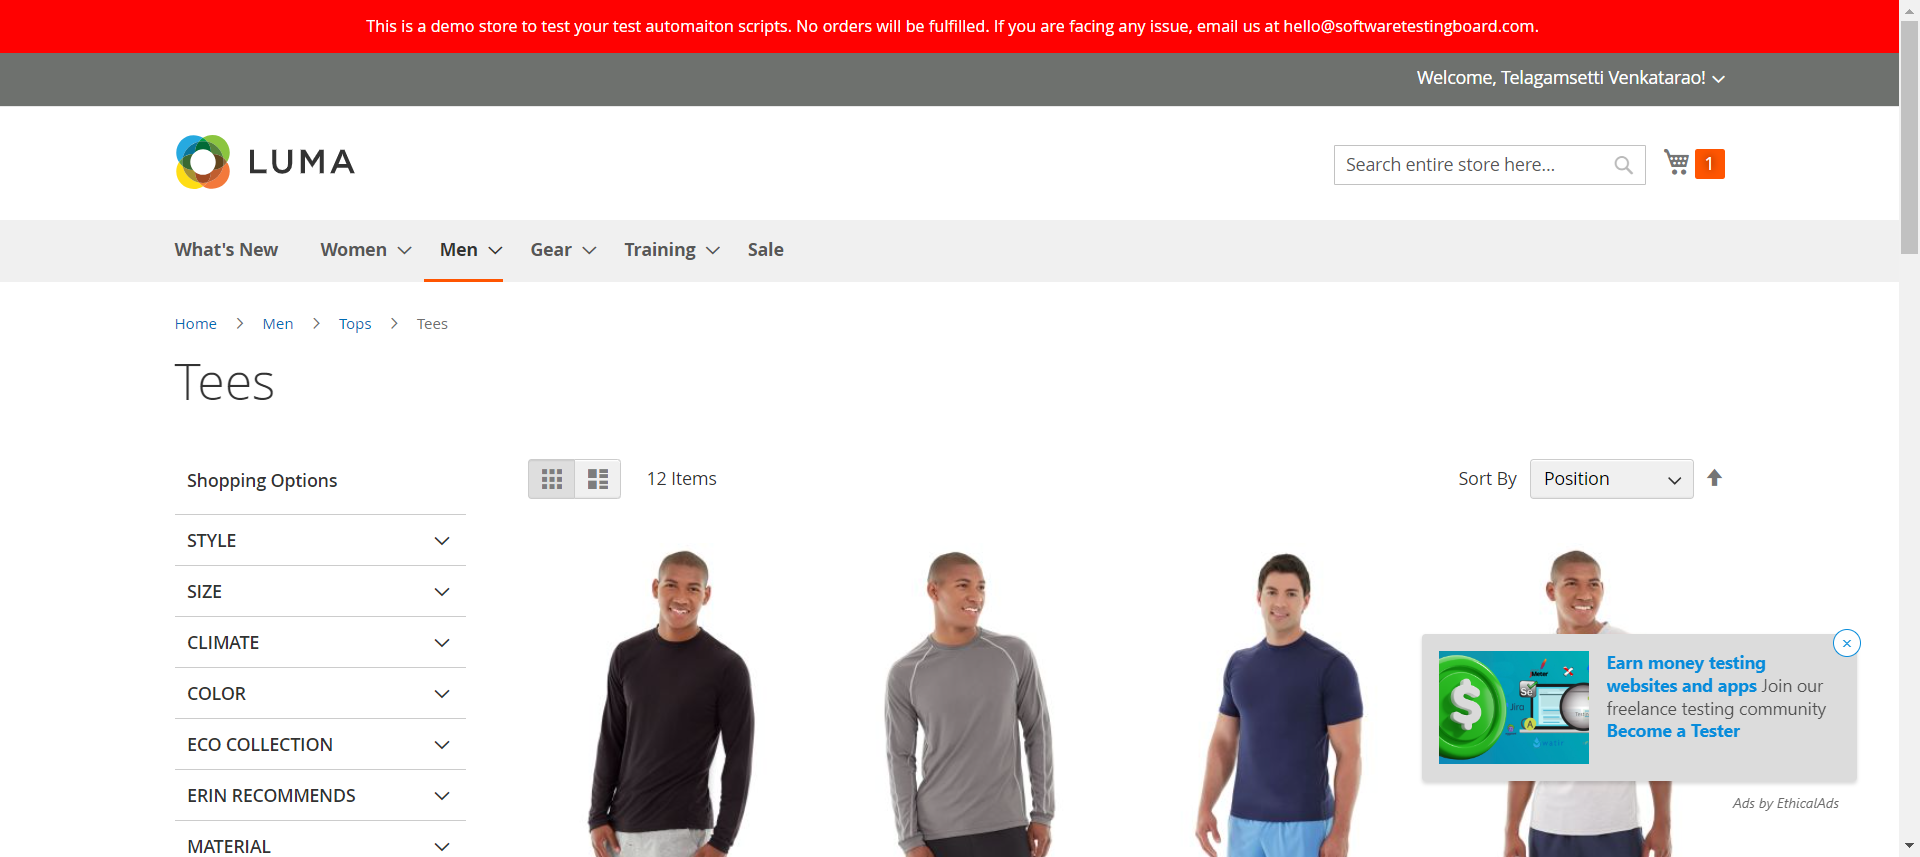 This is a demo store to test your test automaiton scripts. No orders will be fulfilled. If you are facing any issue, email us at hello@softwaretestingboard.com.
Welcome, Telagamsetti Venkatarao!
LUMA
Search entire store here...
1
What's New Women Men Gear Training Sale
Home Men Tops Tees
Tees
Shopping Options
12 Items
Sort By Position
STYLE
SIZE
CLIMATE
COLOR
ECO COLLECTION
ERIN RECOMMENDS
MATERIAL
Earn money testing
websites and apps Join our
freelance testing community
Become a Tester
Ads by EthicalAds